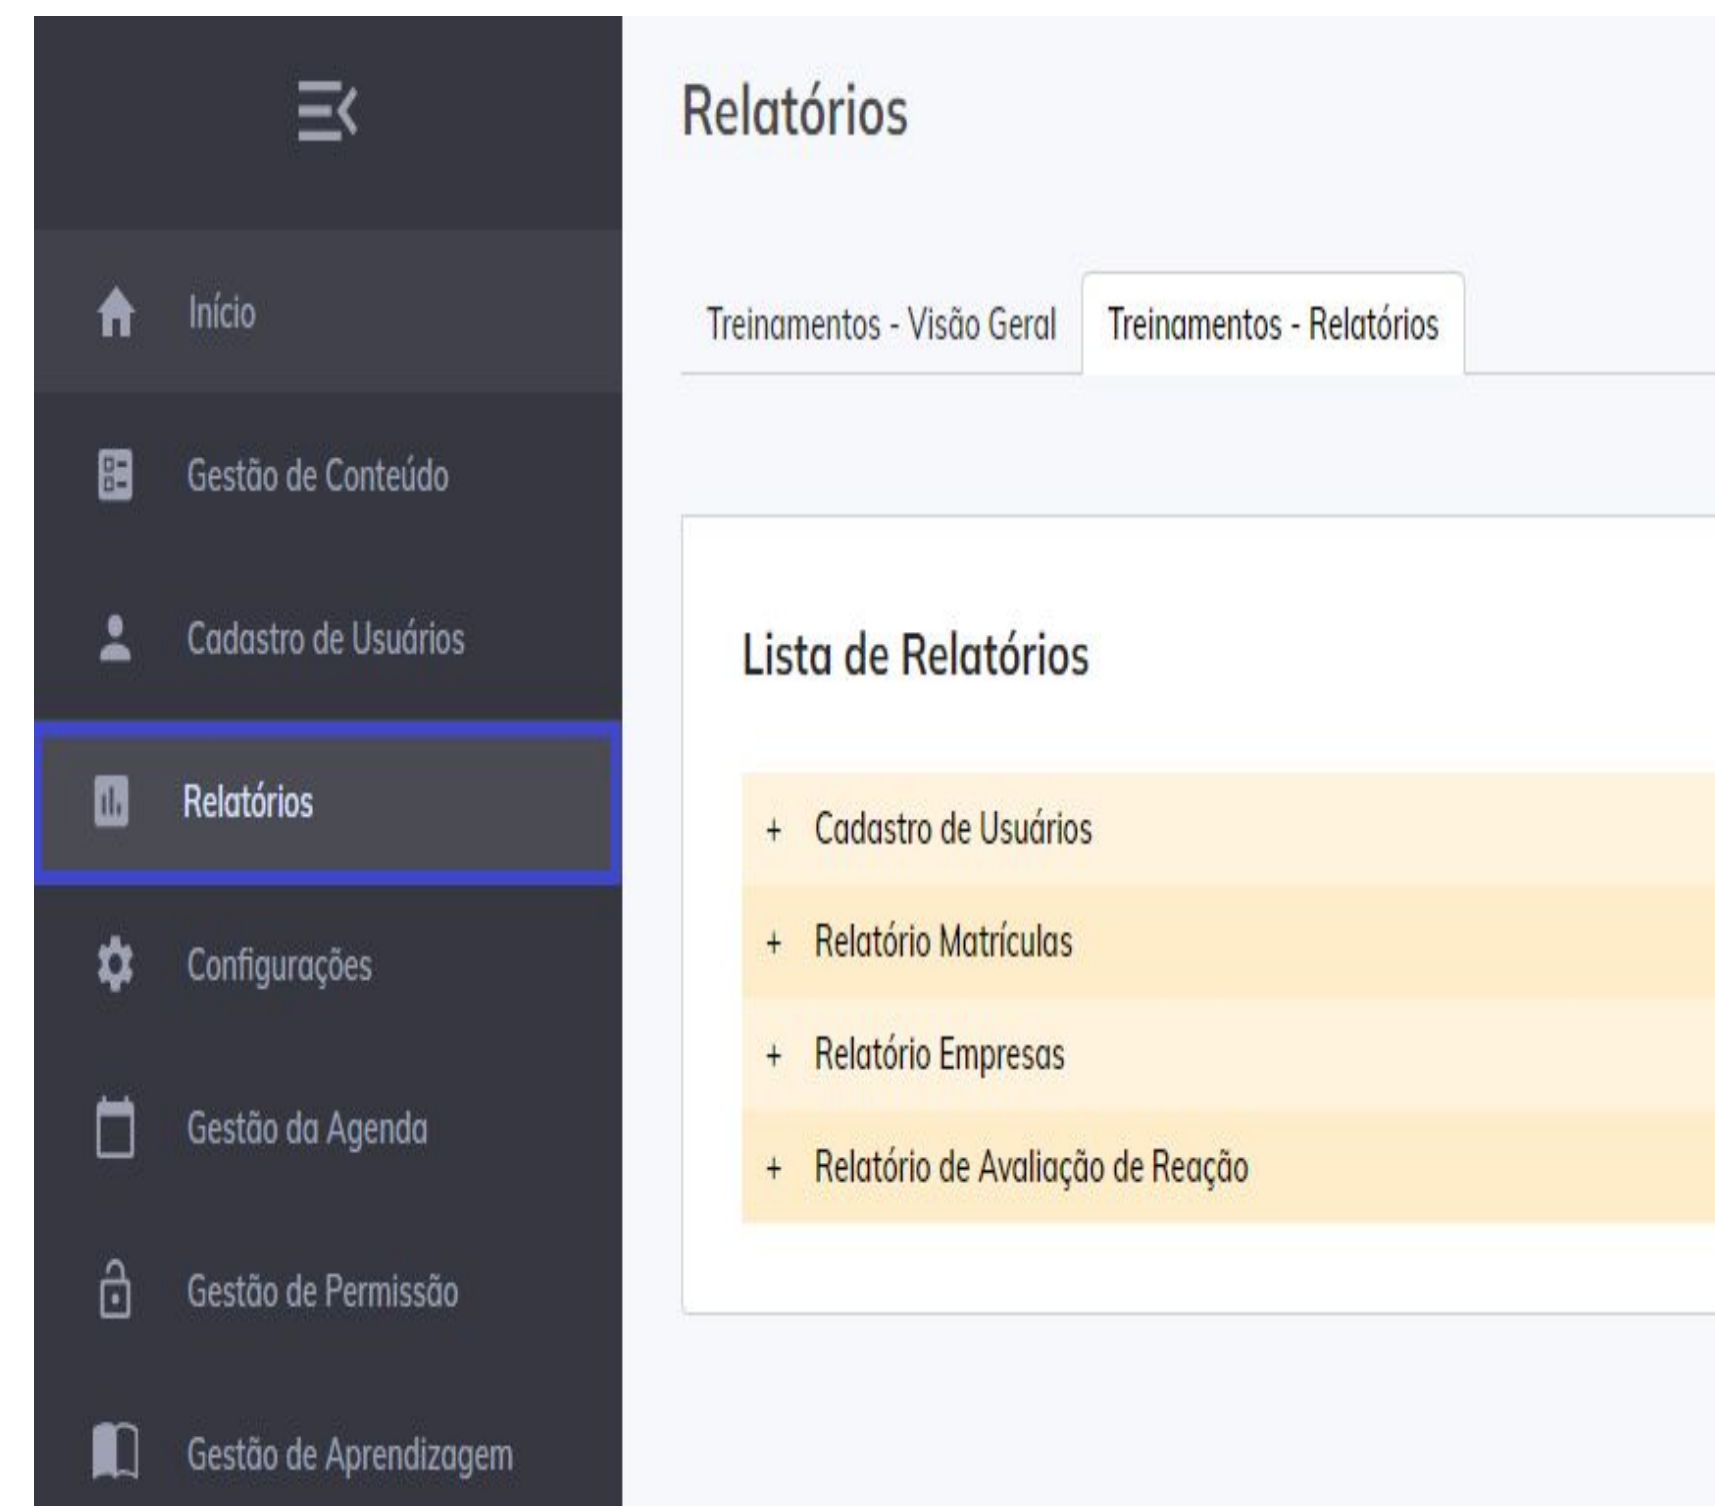 Início
Gestão de Conteúdo
Cadastro de Usuários
Relatórios
Configurações
Gestão da Agenda
Gestão de Permissão
Gestão de Aprendizagem
Relatórios
Treinamentos - Visão Geral
Treinamentos - Relatórios
Lista de Relatórios
+ Cadastro de Usuários
+ Relatório Matrículas
+ Relatório Empresas
+ Relatório de Avaliação de Reação